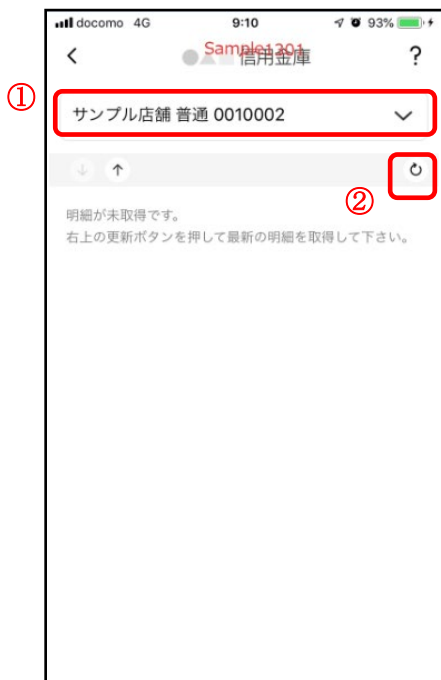 docomo 4G 9:10 93%
●▲■信用金庫 ?
Sample1201
①
サンプル店舗 普通 0010002
↓ ↑
②
明細が未取得です。
右上の更新ボタンを押して最新の明細を取得して下さい。